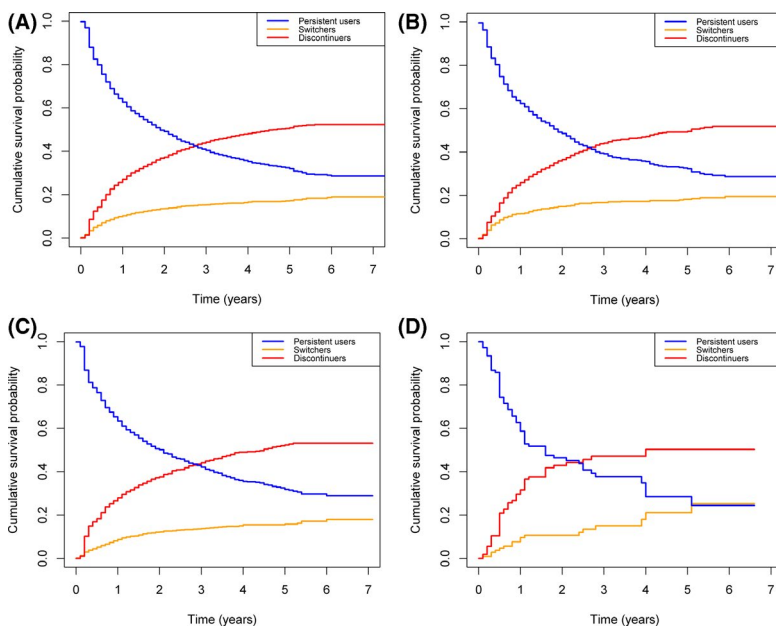 (A)
Persistent users
Switchers
Discontinuers
Cumulative survival probability
1.0
0.8
0.6
0.4
0.2
0.0
0 1 2 3 4 5 6 7
Time (years)
(B)
Persistent users
Switchers
Discontinuers
Cumulative survival probability
1.0
0.8
0.6
0.4
0.2
0.0
0 1 2 3 4 5 6 7
Time (years)
(C)
Persistent users
Switchers
Discontinuers
Cumulative survival probability
1.0
0.8
0.6
0.4
0.2
0.0
0 1 2 3 4 5 6 7
Time (years)
(D)
Persistent users
Switchers
Discontinuers
Cumulative survival probability
1.0
0.8
0.6
0.4
0.2
0.0
0 1 2 3 4 5 6 7
Time (years)